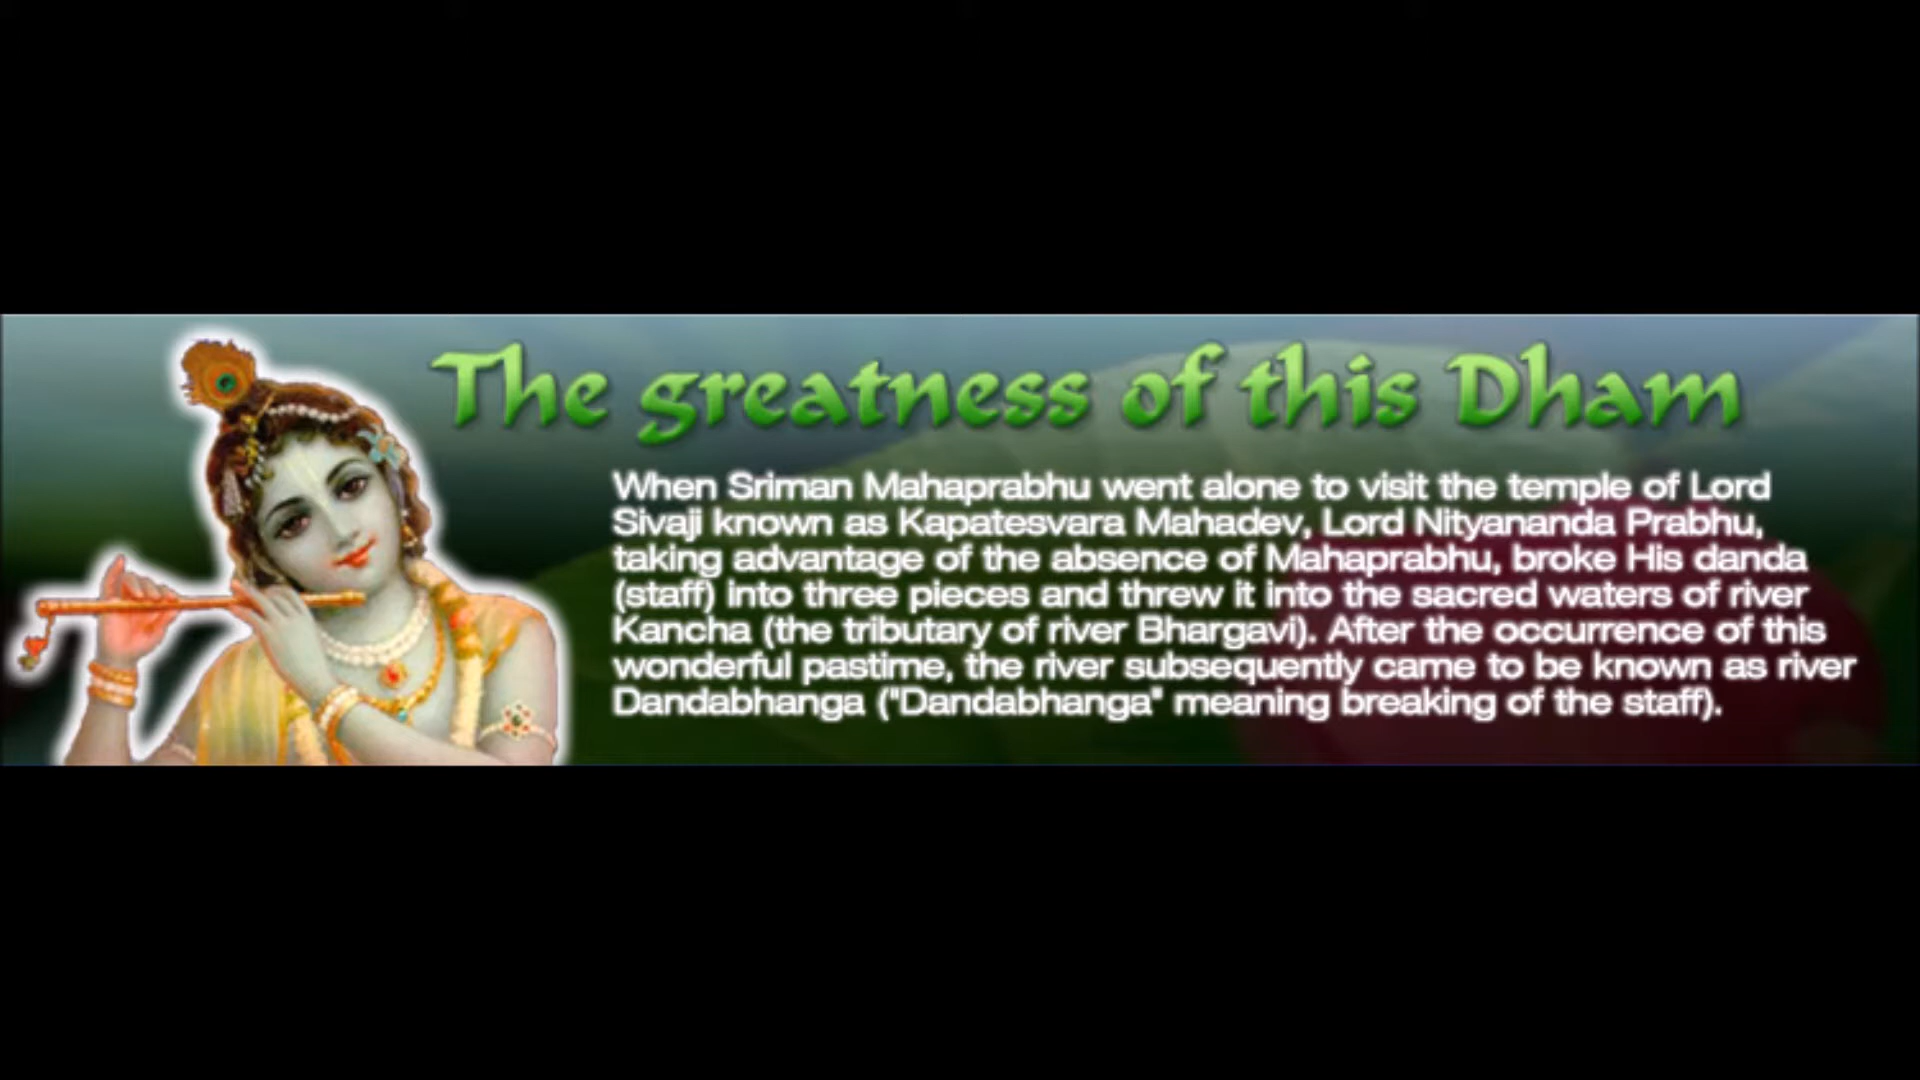 The greatness of this Dham
When Sriman Mahaprabhu went alone to visit the temple of Lord
Sivaji known as Kapatesvara Mahadev, Lord Nityananda Prabhu,
taking advantage of the absence of Mahaprabhu, broke His danda
(staff) into three pieces and threw it into the sacred waters of river
Kancha (the tributary of river Bhargavi). After the occurrence of this
wonderful pastime, the river subsequently came to be known as river
Dandabhanga ("Dandabhanga" meaning breaking of the staff).